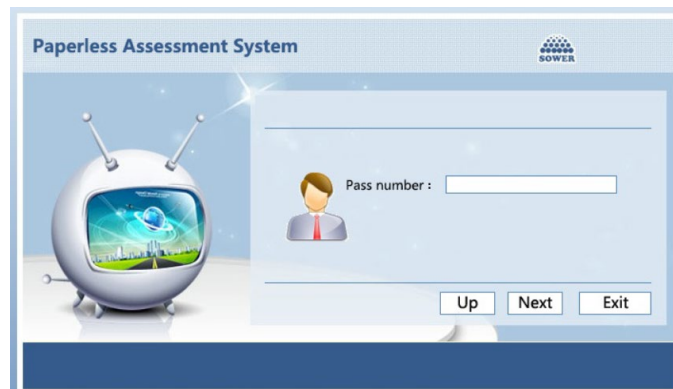 Paperless Assessment System
SOWER
Pass number :
Up
Next
Exit